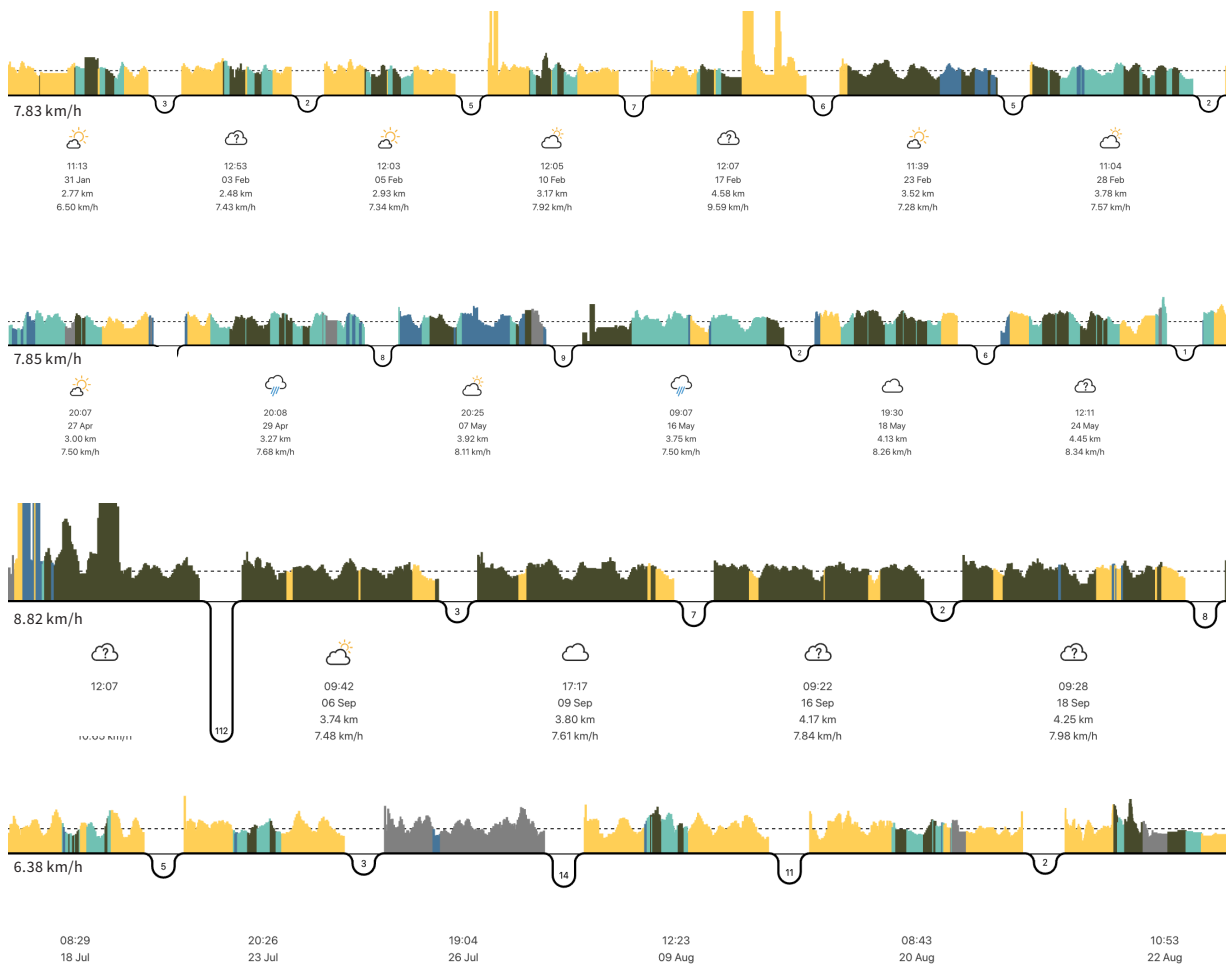 7.83 km/h
3
2
5
7
6
5
2
?
?
11:13
31 Jan
2.77 km
6.50 km/h
12:53
03 Feb
2.48 km
7.43 km/h
12:03
05 Feb
2.93 km
7.34 km/h
12:05
10 Feb
3.17 km
7.92 km/h
12:07
17 Feb
4.58 km
9.59 km/h
11:39
23 Feb
3.52 km
7.28 km/h
11:04
28 Feb
3.78 km
7.57 km/h
7.85 km/h
8
9
2
6
1
?
20:07
27 Apr
3.00 km
7.50 km/h
20:08
29 Apr
3.27 km
7.68 km/h
20:25
07 May
3.92 km
8.11 km/h
09:07
16 May
3.75 km
7.50 km/h
19:30
18 May
4.13 km
8.26 km/h
12:11
24 May
4.45 km
8.34 km/h
8.82 km/h
112
3
7
2
8
?
?
?
12:07
09:42
06 Sep
3.74 km
7.48 km/h
17:17
09 Sep
3.80 km
7.61 km/h
09:22
16 Sep
4.17 km
7.84 km/h
09:28
18 Sep
4.25 km
7.98 km/h
6.38 km/h
5
3
14
11
2
08:29
18 Jul
20:26
23 Jul
19:04
26 Jul
12:23
09 Aug
08:43
20 Aug
10:53
22 Aug